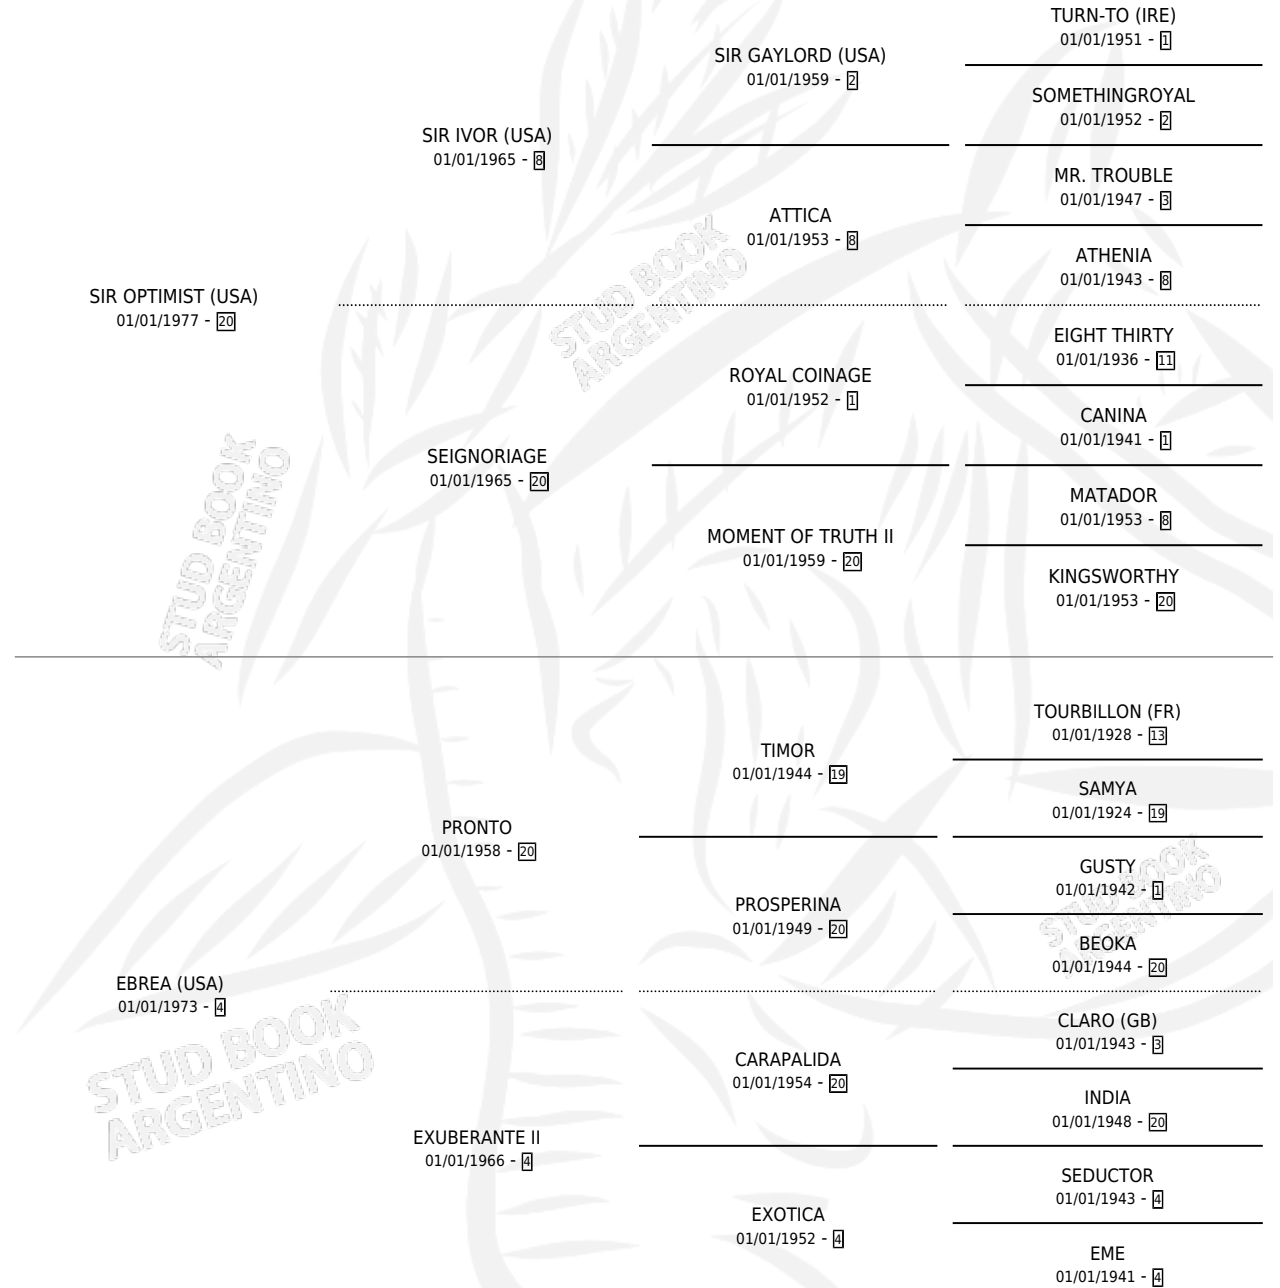 TURN-TO (IRE)
01/01/1951 - 1
SIR GAYLORD (USA)
01/01/1959 - 2
SOMETHINGROYAL
01/01/1952 - 2
SIR IVOR (USA)
01/01/1965 - 8
MR. TROUBLE
01/01/1947 - 3
ATTICA
01/01/1953 - 8
ATHENIA
01/01/1943 - 8
SIR OPTIMIST (USA)
01/01/1977 - 20
EIGHT THIRTY
01/01/1936 - 11
ROYAL COINAGE
01/01/1952 - 1
CANINA
01/01/1941 - 1
SEIGNORIAGE
01/01/1965 - 20
MATADOR
01/01/1953 - 8
MOMENT OF TRUTH II
01/01/1959 - 20
KINGSWORTHY
01/01/1953 - 20
TOURBILLON (FR)
01/01/1928 - 13
TIMOR
01/01/1944 - 19
SAMYA
01/01/1924 - 19
PRONTO
01/01/1958 - 20
GUSTY
01/01/1942 - 1
PROSPERINA
01/01/1949 - 20
BEOKA
01/01/1944 - 20
EBREA (USA)
01/01/1973 - 4
CLARO (GB)
01/01/1943 - 3
CARAPALIDA
01/01/1954 - 20
INDIA
01/01/1948 - 20
EXUBERANTE II
01/01/1966 - 4
SEDUCTOR
01/01/1943 - 4
EXOTICA
01/01/1952 - 4
EME
01/01/1941 - 4
STUD BOOK
ARGENTINO
STUD BOOK
ARGENTINO
STUD BOOK
ARGENTINO
STUD BOOK
ARGENTINO